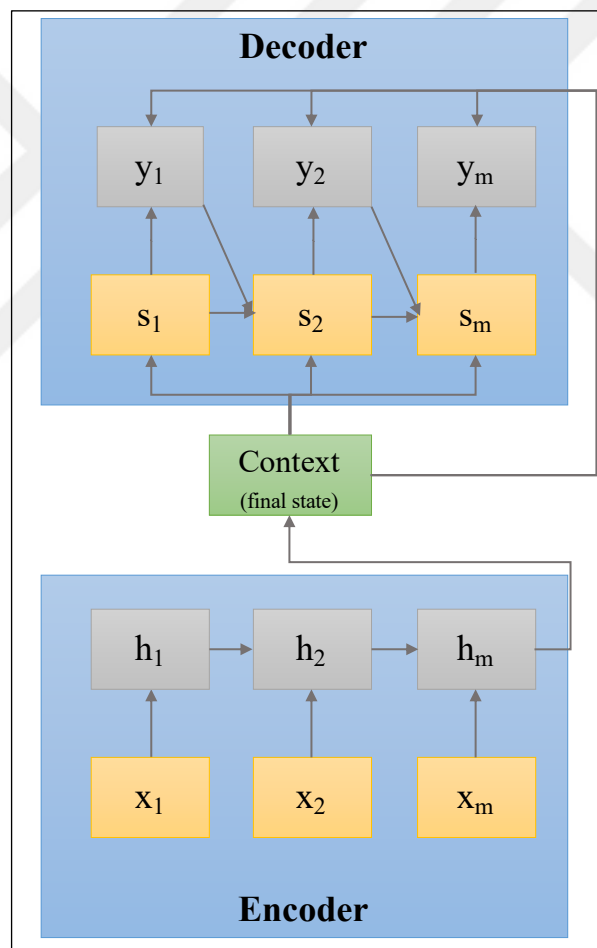 Decoder
y₁ y₂ yₘ
s₁ s₂ sₘ
Context
(final state)
h₁ h₂ hₘ
x₁ x₂ xₘ
Encoder